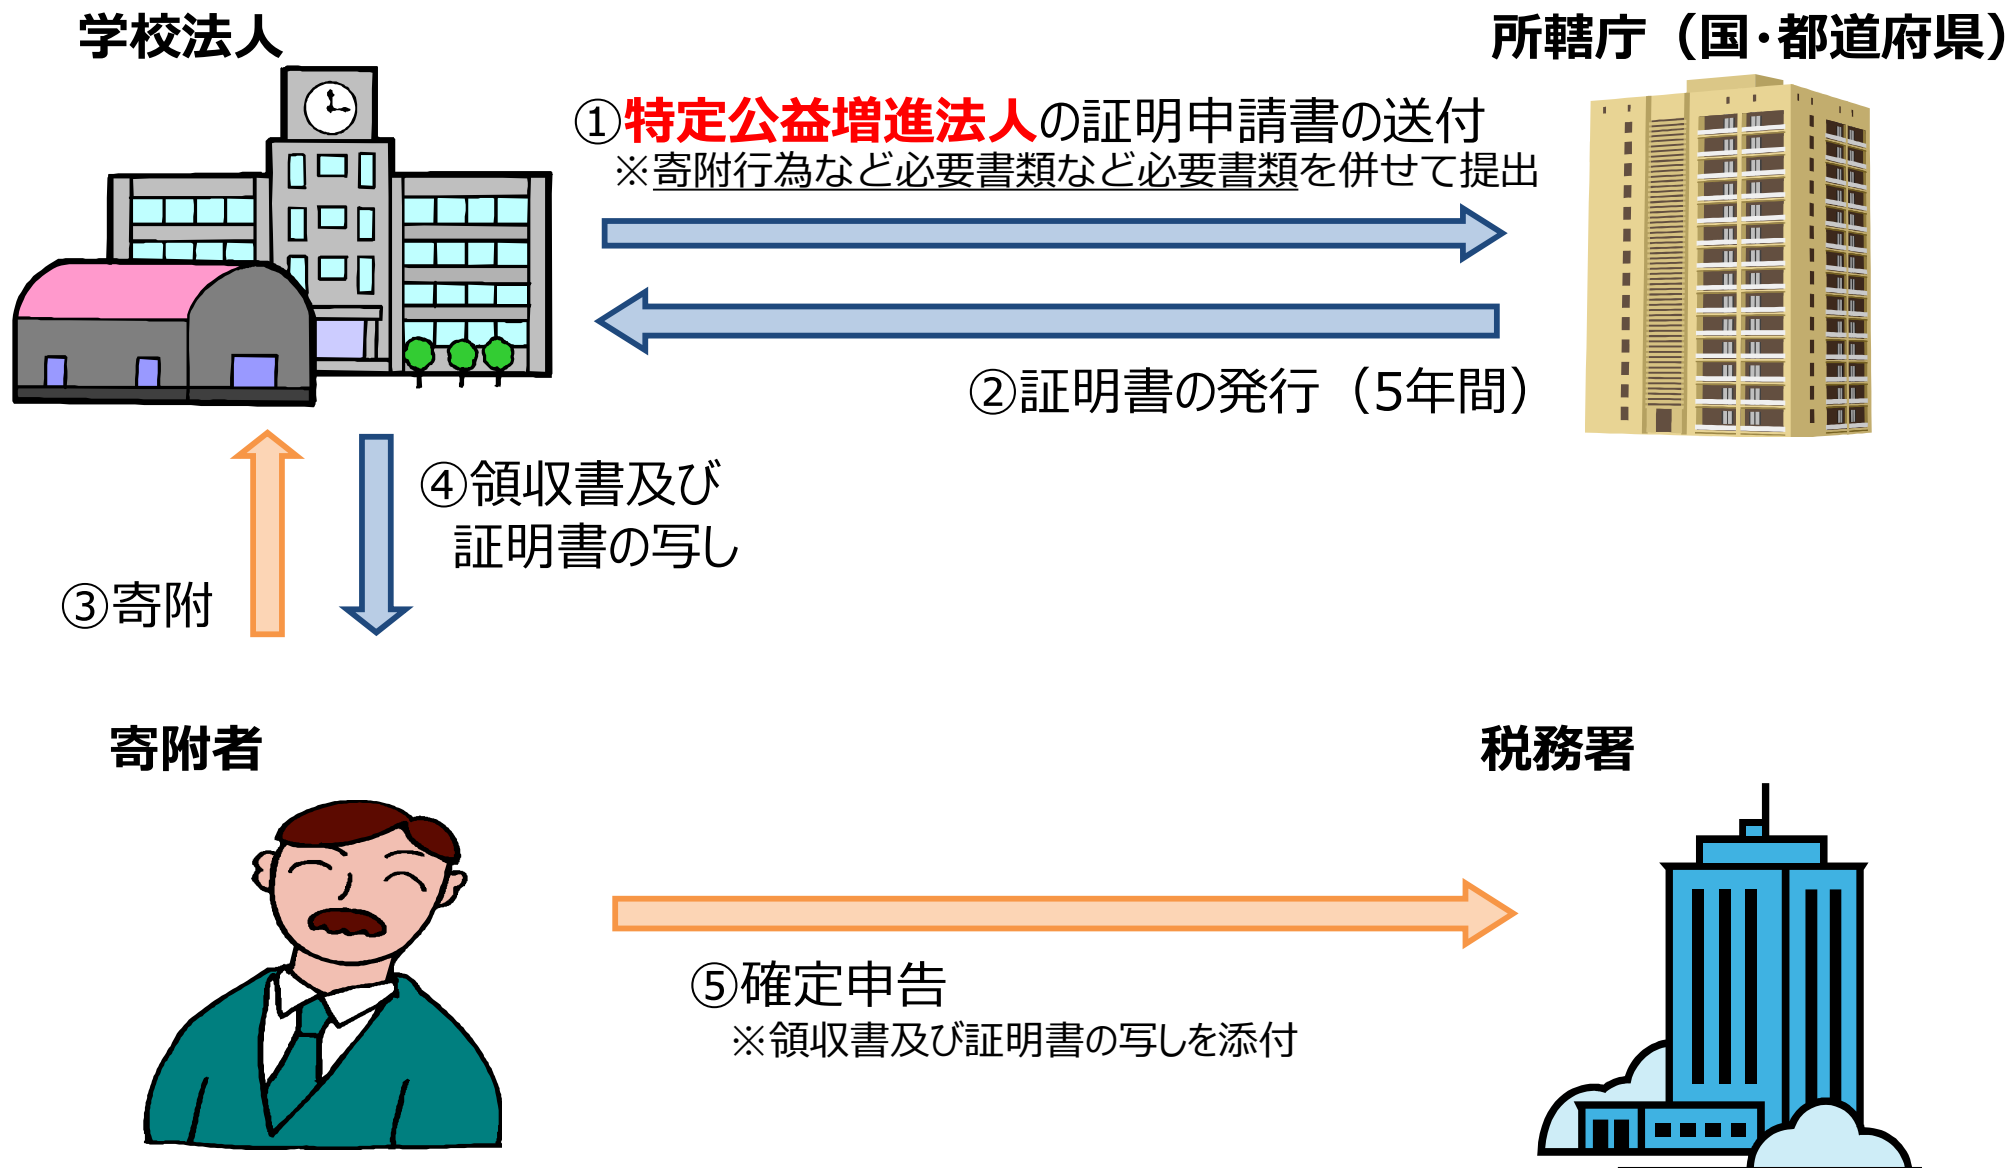 学校法人
所轄庁（国・都道府県）
①特定公益増進法人の証明申請書の送付
※寄附行為など必要書類など必要書類を併せて提出
②証明書の発行（5年間）
④領収書及び
証明書の写し
③寄附
寄附者
税務署
⑤確定申告
※領収書及び証明書の写しを添付